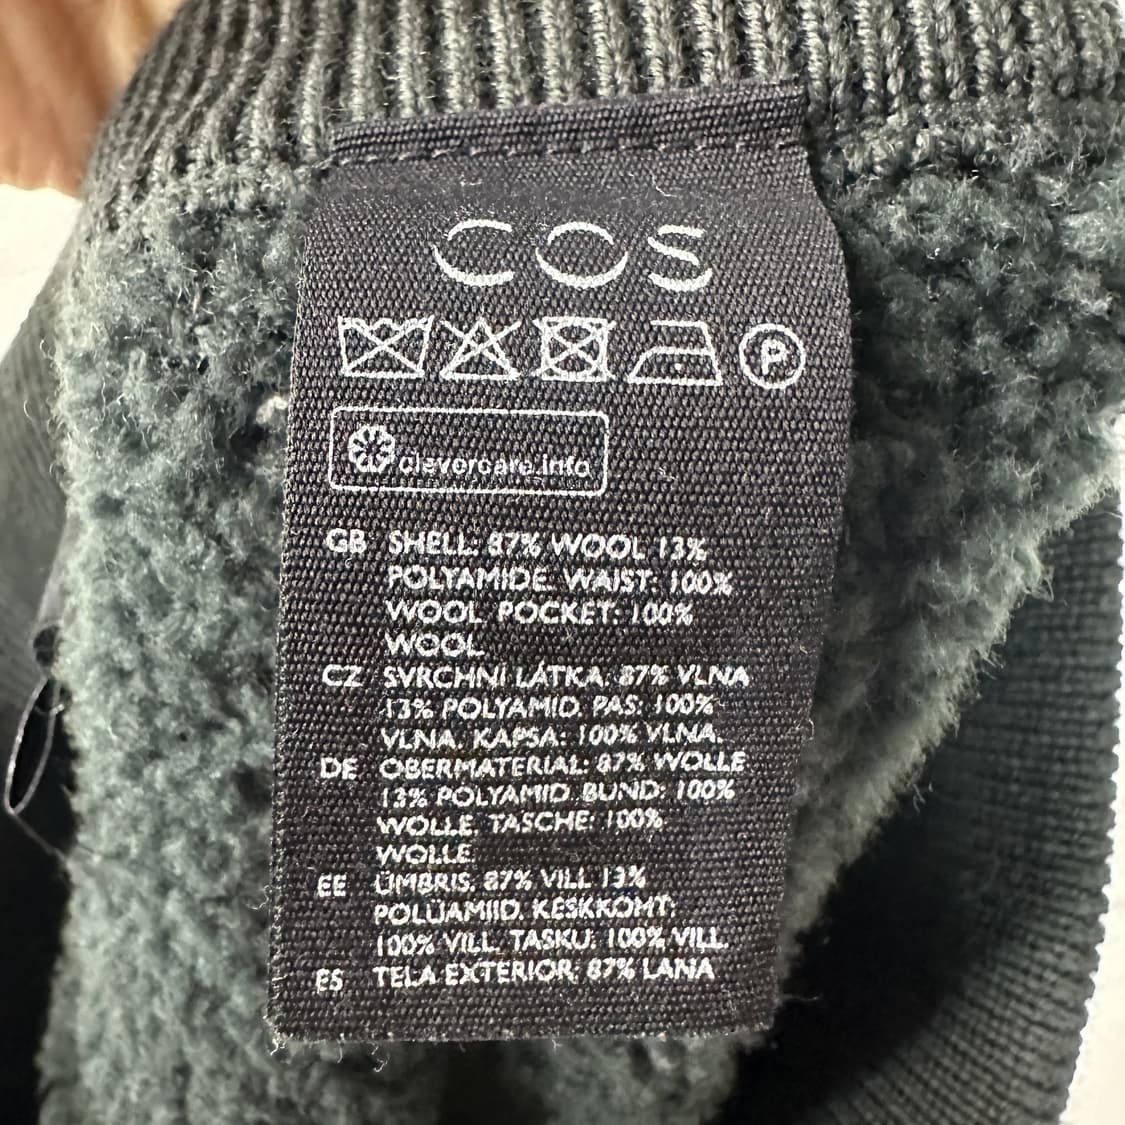 COS
P
clevercare.info
GB SHELL: 87% WOOL 13%
POLYAMIDE. WAIST: 100%
WOOL. POCKET: 100%
WOOL.
CZ SVRCHNÍ LÁTKA. 87% VLNA
13% POLYAMID. PAS: 100%
VLNA. KAPSA: 100% VLNA.
DE OBERMATERIAL: 87% WOLLE
13% POLYAMID. BUND: 100%
WOLLE. TASCHE: 100%
WOLLE.
EE ÜMBRIS. 87% VILL 13%
POLÜAMIID. KESKKOHT:
100% VILL. TASKU: 100% VILL.
ES TELA EXTERIOR: 87% LANA